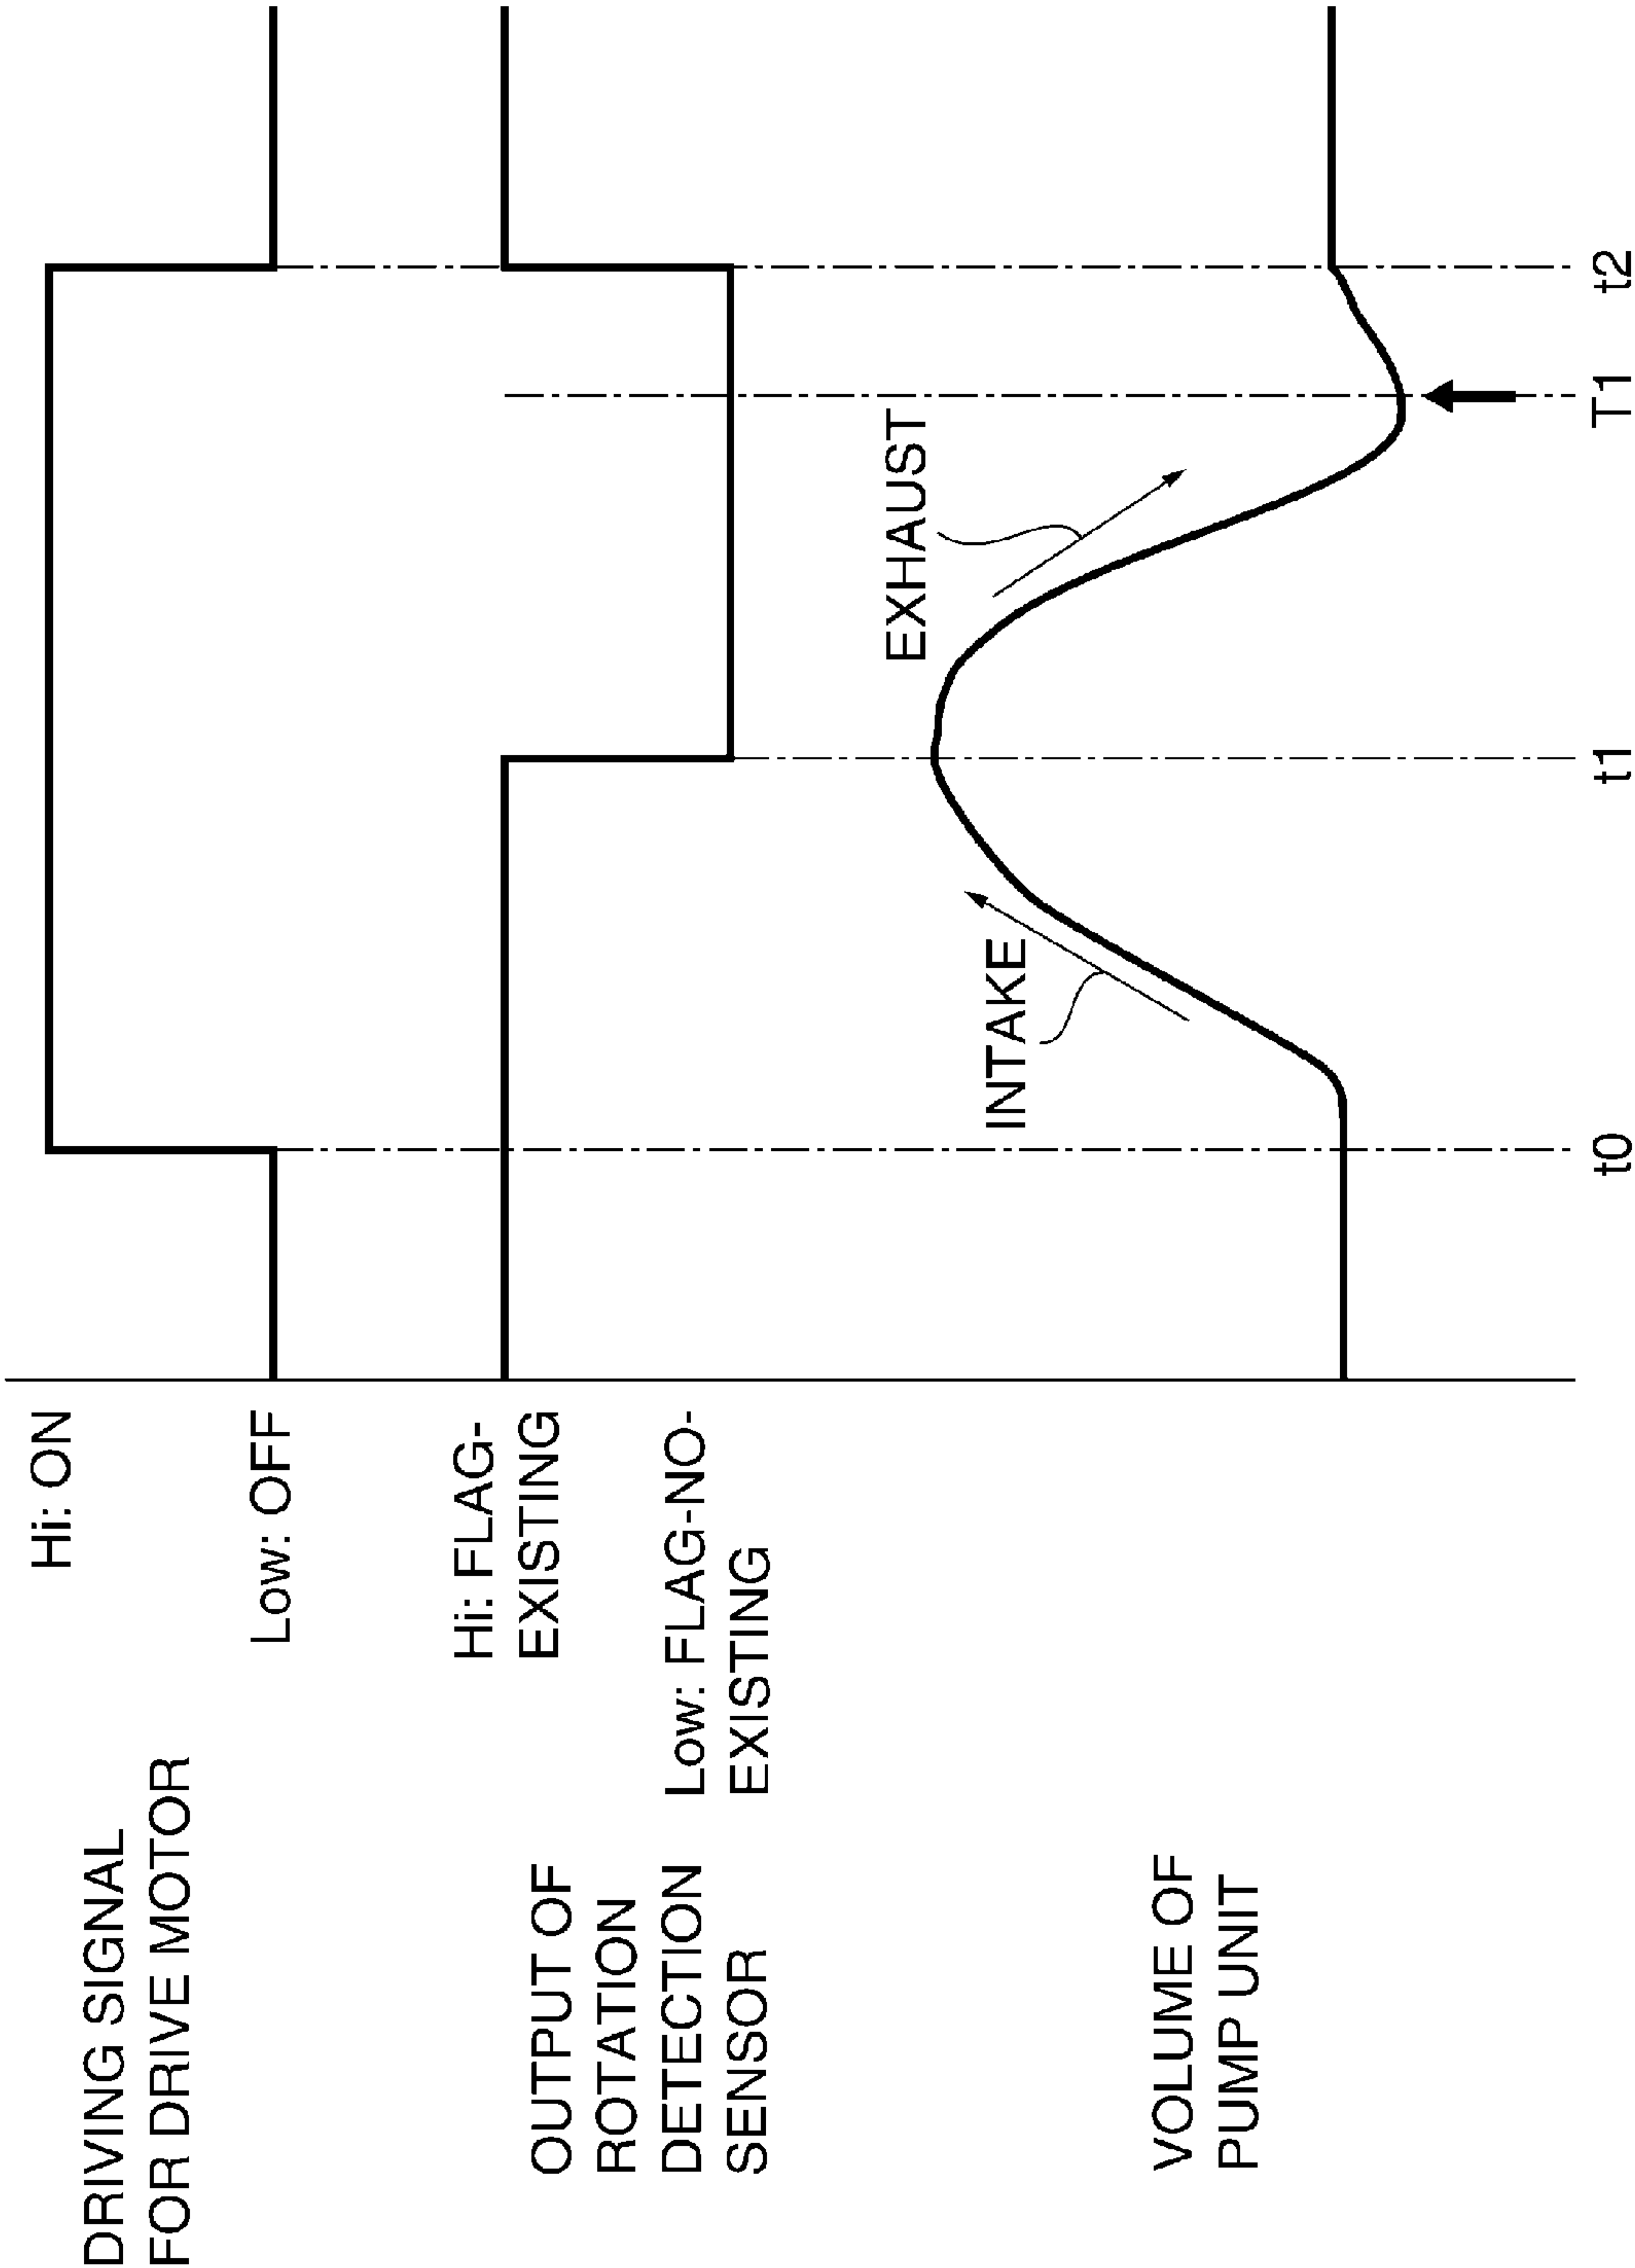 DRIVING SIGNAL
FOR DRIVE MOTOR
Hi: ON
Low: OFF
OUTPUT OF
ROTATION
DETECTION
SENSOR
Hi: FLAG-
EXISTING
Low: FLAG-NO-
EXISTING
VOLUME OF
PUMP UNIT
INTAKE
EXHAUST
t0
t1
T1
t2